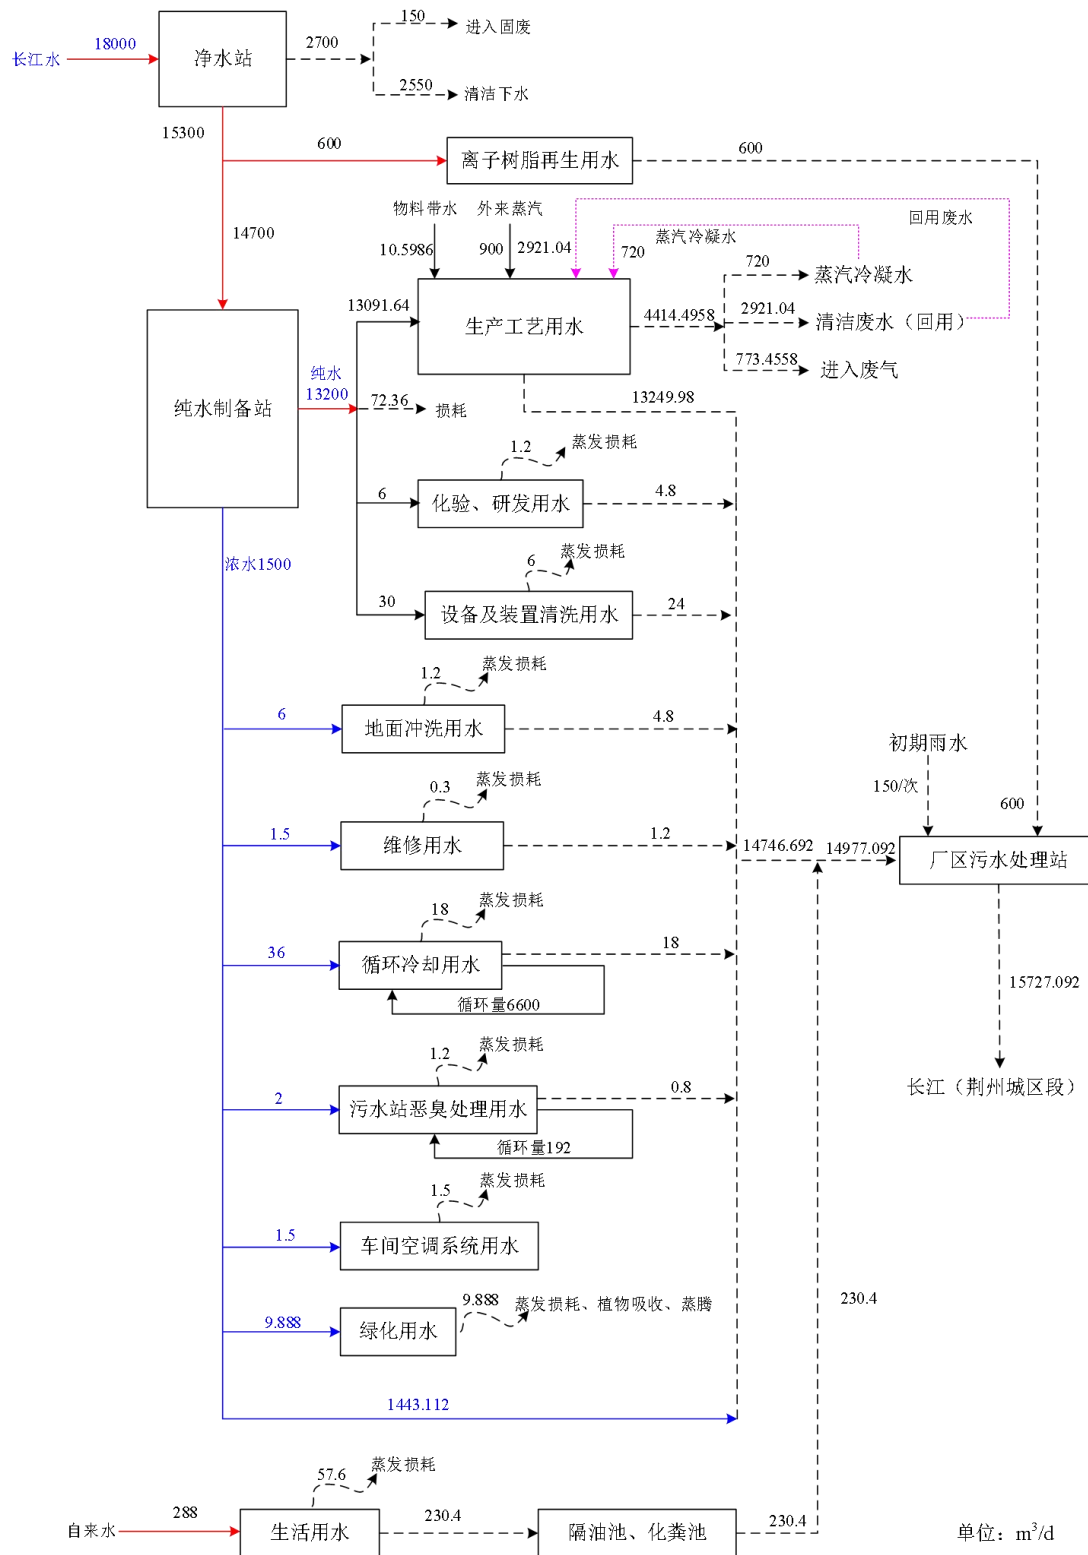 150
进入固废
长江水
18000
净水站
2700
2550
清洁下水
15300
600
离子树脂再生用水
600
14700
物料带水
外来蒸汽
回用废水
10.5986
900
2921.04
蒸汽冷凝水
720
720
蒸汽冷凝水
13091.64
生产工艺用水
4414.4958
2921.04
清洁废水（回用）
773.4558
进入废气
纯水制备站
纯水
13200
72.36
损耗
13249.98
1.2
蒸发损耗
6
化验、研发用水
4.8
浓水1500
6
蒸发损耗
30
设备及装置清洗用水
24
1.2
蒸发损耗
6
地面冲洗用水
4.8
初期雨水
150/次
600
0.3
蒸发损耗
1.5
维修用水
1.2
14746.692
14977.092
厂区污水处理站
18
蒸发损耗
36
循环冷却用水
18
循环量6600
15727.092
1.2
蒸发损耗
2
污水站恶臭处理用水
0.8
循环量192
长江（荆州城区段）
1.5
蒸发损耗
1.5
车间空调系统用水
9.888
绿化用水
9.888
蒸发损耗、植物吸收、蒸腾
230.4
1443.112
57.6
蒸发损耗
自来水
288
生活用水
230.4
隔油池、化粪池
230.4
单位：m³/d